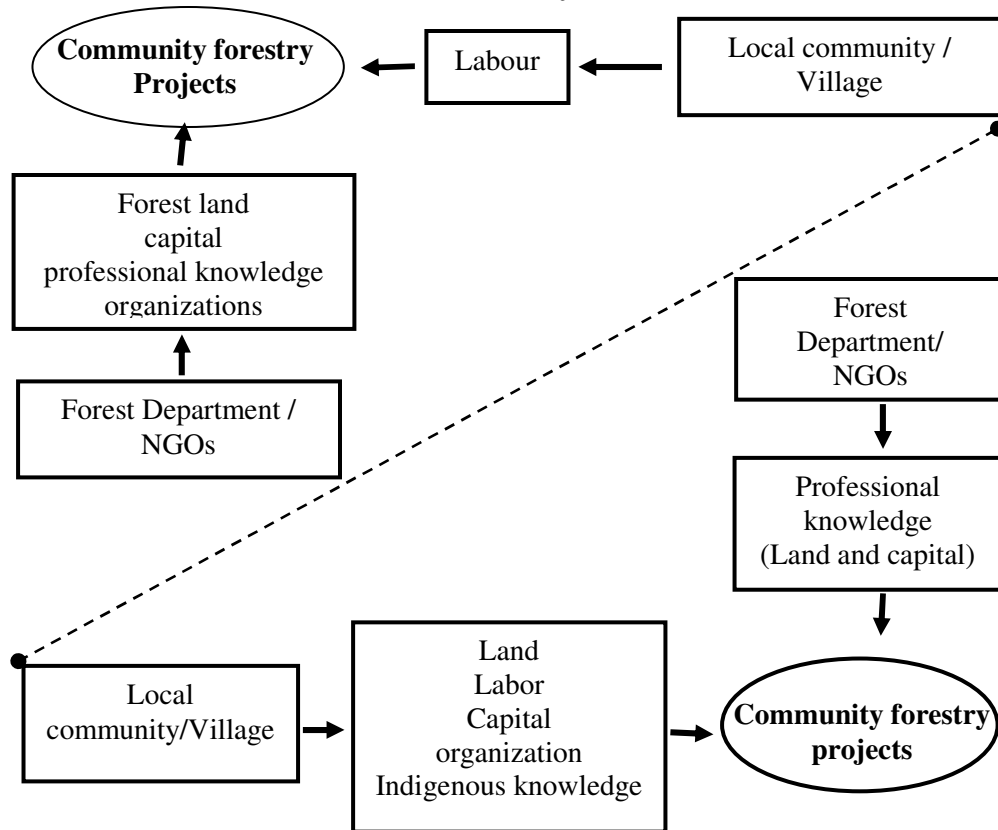 Community forestry
Projects
Labour
Local community /
Village
Forest land
capital
professional knowledge
organizations
Forest Department /
NGOs
Forest
Department/
NGOs
Professional
knowledge
(Land and capital)
Local
community/Village
Land
Labor
Capital
organization
Indigenous knowledge
Community forestry
projects